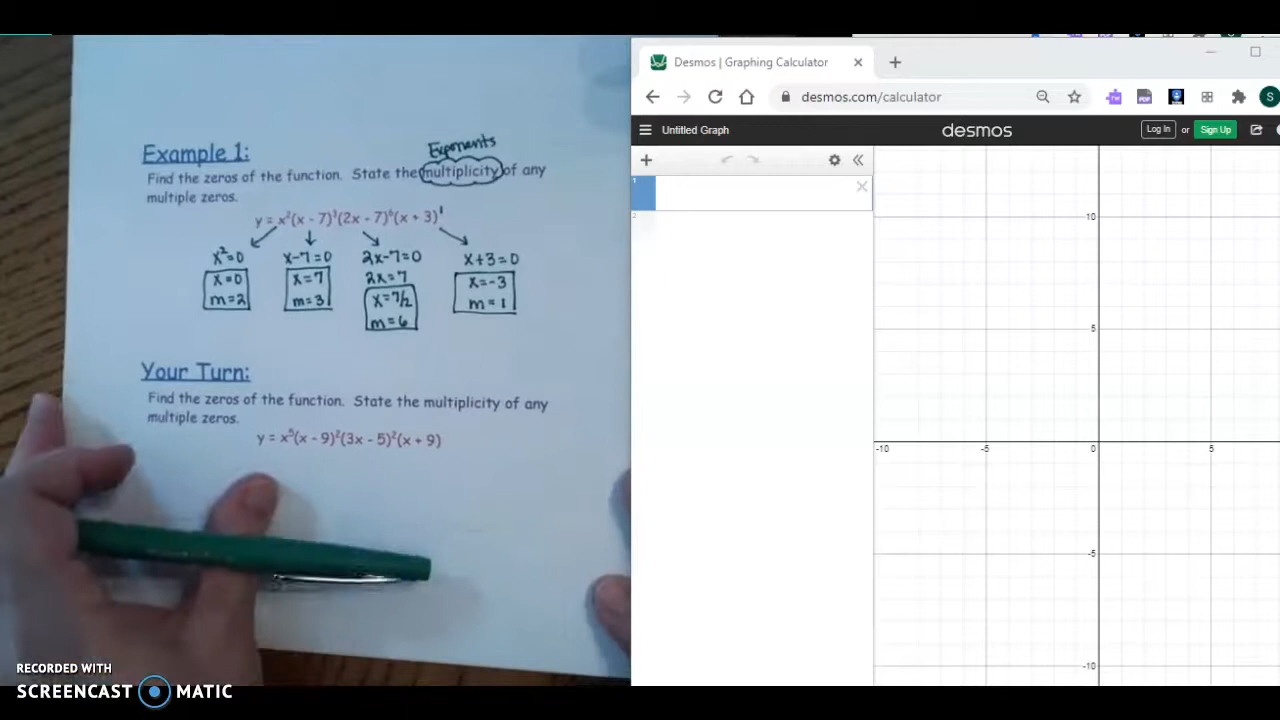 Desmos | Graphing Calculator
desmos.com/calculator
S
Untitled Graph
desmos
Log In or Sign Up
1
2
10
5
-10
-5
0
5
-5
-10
Exponents
Example 1:
Find the zeros of the function. State the multiplicity of any
multiple zeros.
y = x²(x - 7)³(2x - 7)⁶(x + 3)¹
x²=0 x-7=0 2x-7=0 x+3=0
x=0 x=7 2x=7 x=-3
m=2 m=3 x=7/2 m=1
m=6
Your Turn:
Find the zeros of the function. State the multiplicity of any
multiple zeros.
y = x⁵(x - 9)²(3x - 5)²(x + 9)
RECORDED WITH
SCREENCAST MATIC